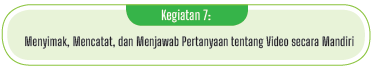 Kegiatan 7:
Menyimak, Mencatat, dan Menjawab Pertanyaan tentang Video secara Mandiri